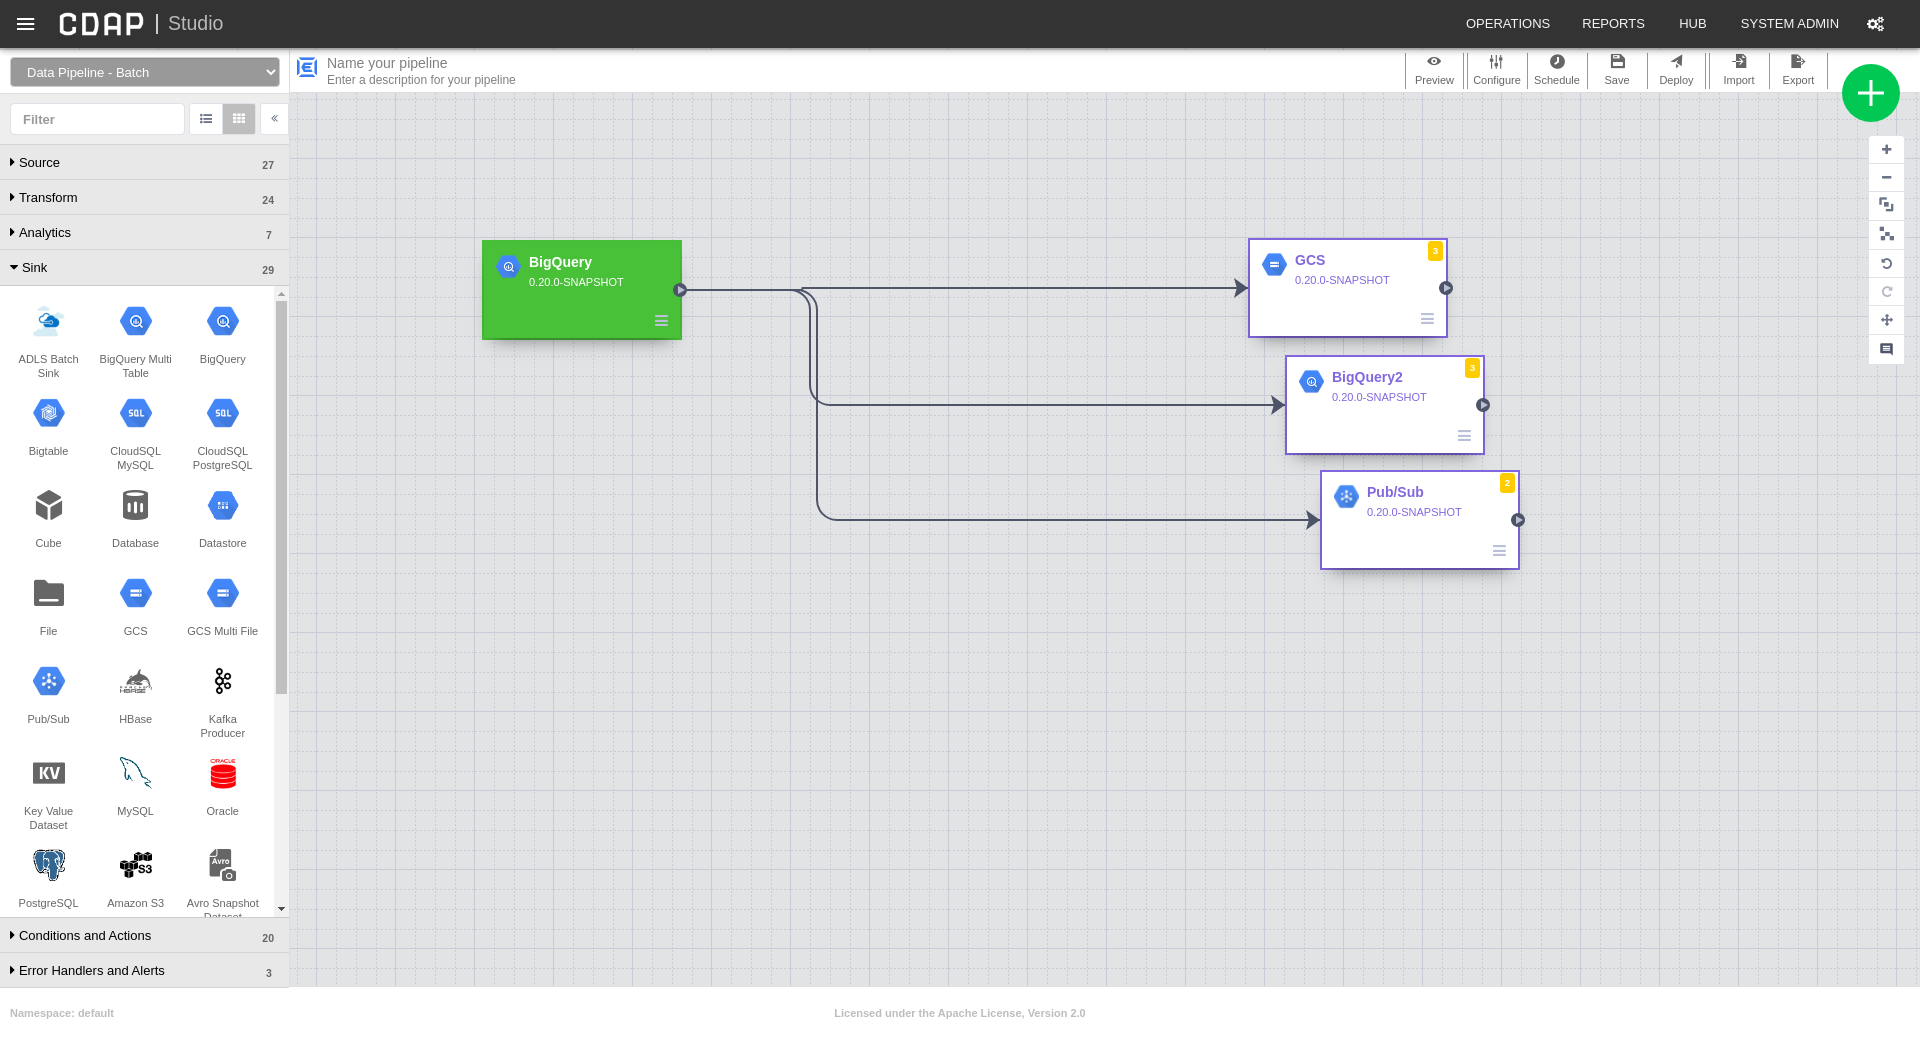 CDAP | Studio
OPERATIONS
REPORTS
HUB
SYSTEM ADMIN
Data Pipeline - Batch
Name your pipeline
Enter a description for your pipeline
Preview
Configure
Schedule
Save
Deploy
Import
Export
Filter
Source 27
Transform 24
Analytics 7
Sink 29
ADLS Batch
Sink
BigQuery Multi
Table
BigQuery
SQL
SQL
Bigtable
CloudSQL
MySQL
CloudSQL
PostgreSQL
Cube
Database
Datastore
File
GCS
GCS Multi File
HBASE
Pub/Sub
HBase
Kafka
Producer
KV
ORACLE
Key Value
Dataset
MySQL
Oracle
S3
Avro
PostgreSQL
Amazon S3
Avro Snapshot
Dataset
Conditions and Actions 20
Error Handlers and Alerts 3
BigQuery
0.20.0-SNAPSHOT
GCS
3
0.20.0-SNAPSHOT
BigQuery2
3
0.20.0-SNAPSHOT
Pub/Sub
2
0.20.0-SNAPSHOT
Namespace: default
Licensed under the Apache License, Version 2.0